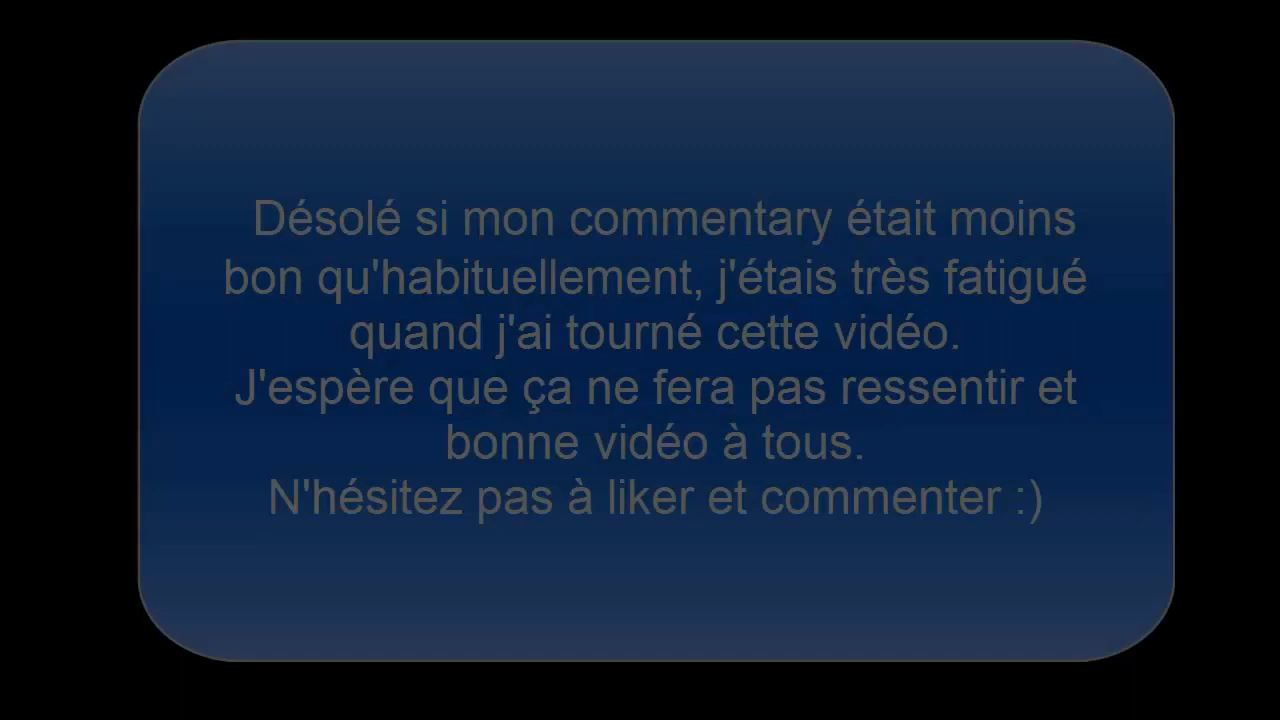 Désolé si mon commentary était moins
bon qu'habituellement, j'étais très fatigué
quand j'ai tourné cette vidéo.
J'espère que ça ne fera pas ressentir et
bonne vidéo à tous.
N'hésitez pas à liker et commenter :)